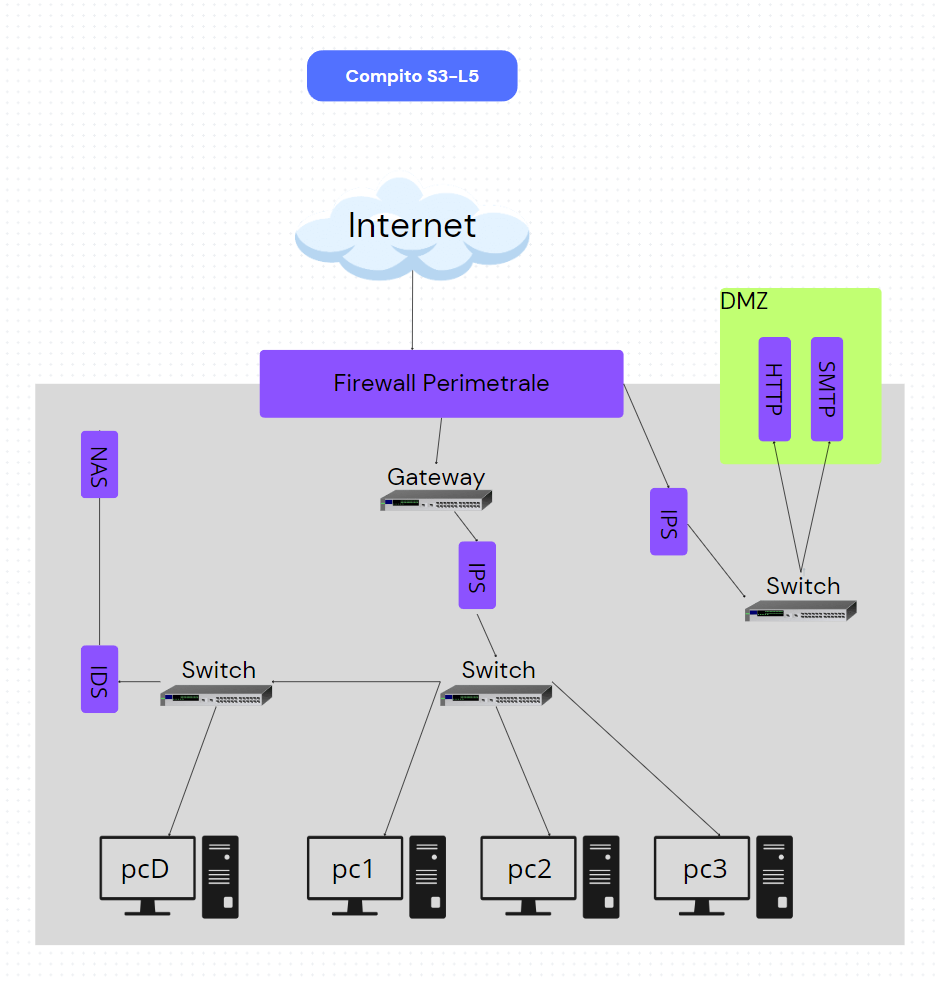 Compito S3-L5
Internet
DMZ
HTTP
SMTP
Firewall Perimetrale
NAS
Gateway
IPS
IPS
Switch
IDS
Switch
Switch
pcD
pc1
pc2
pc3